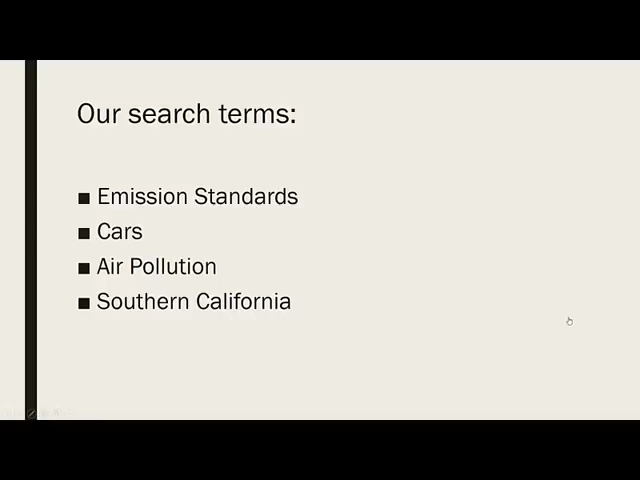 Our search terms:
■ Emission Standards
■ Cars
■ Air Pollution
■ Southern California